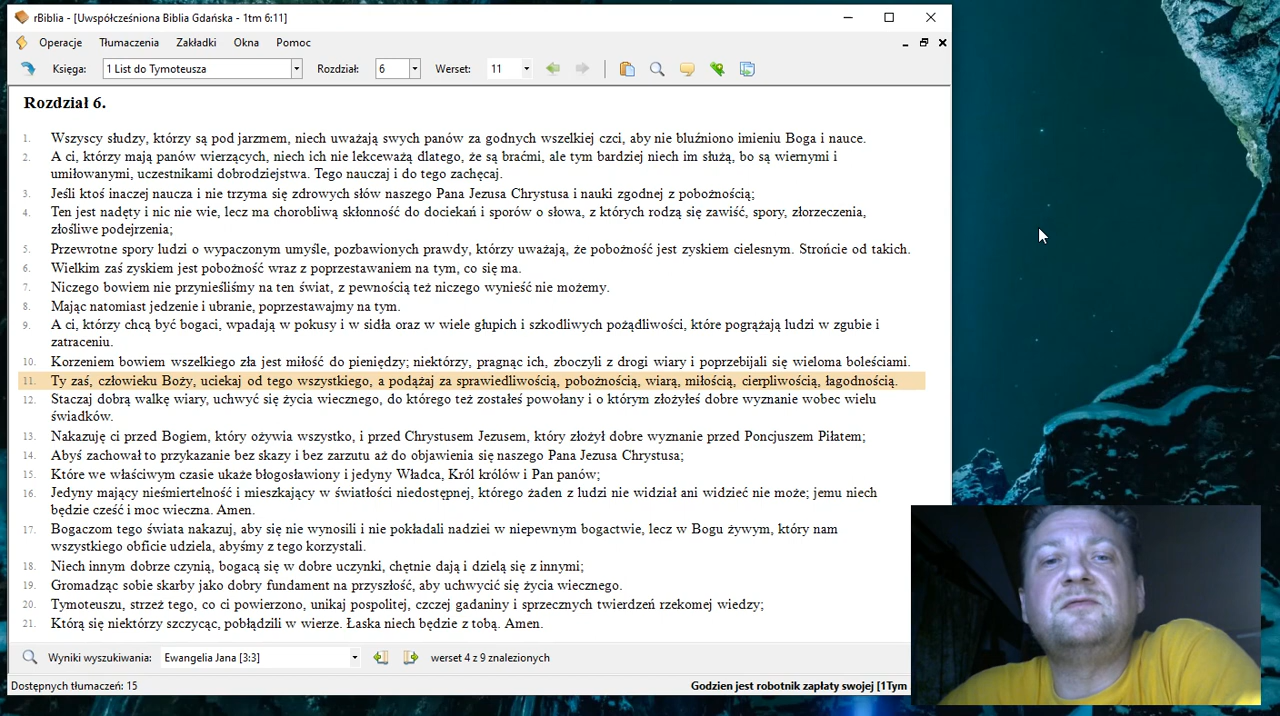 rBiblia - [Uwspółcześniona Biblia Gdańska - 1tm 6:11]
Operacje Tłumaczenia Zakładki Okna Pomoc
Księga: 1 List do Tymoteusza Rozdział: 6 Werset: 11
Rozdział 6.
1. Wszyscy słudzy, którzy są pod jarzmem, niech uważają swych panów za godnych wszelkiej czci, aby nie bluźniono imieniu Boga i nauce.
2. A ci, którzy mają panów wierzących, niech ich nie lekceważą dlatego, że są braćmi, ale tym bardziej niech im służą, bo są wiernymi i
umiłowanymi, uczestnikami dobrodziejstwa. Tego nauczaj i do tego zachęcaj.
3. Jeśli ktoś inaczej naucza i nie trzyma się zdrowych słów naszego Pana Jezusa Chrystusa i nauki zgodnej z pobożnością;
4. Ten jest nadęty i nic nie wie, lecz ma chorobliwą skłonność do dociekań i sporów o słowa, z których rodzą się zawiść, spory, złorzeczenia,
złośliwe podejrzenia;
5. Przewrotne spory ludzi o wypaczonym umyśle, pozbawionych prawdy, którzy uważają, że pobożność jest zyskiem cielesnym. Strońcie od takich.
6. Wielkim zaś zyskiem jest pobożność wraz z poprzestawaniem na tym, co się ma.
7. Niczego bowiem nie przynieśliśmy na ten świat, z pewnością też niczego wynieść nie możemy.
8. Mając natomiast jedzenie i ubranie, poprzestawajmy na tym.
9. A ci, którzy chcą być bogaci, wpadają w pokusy i w sidła oraz w wiele głupich i szkodliwych pożądliwości, które pogrążają ludzi w zgubie i
zatraceniu.
10. Korzeniem bowiem wszelkiego zła jest miłość do pieniędzy; niektórzy, pragnąc ich, zboczyli z drogi wiary i poprzebijali się wieloma boleściami.
11. Ty zaś, człowieku Boży, uciekaj od tego wszystkiego, a podążaj za sprawiedliwością, pobożnością, wiarą, miłością, cierpliwością, łagodnością.
12. Staczaj dobrą walkę wiary, uchwyć się życia wiecznego, do którego też zostałeś powołany i o którym złożyłeś dobre wyznanie wobec wielu
świadków.
13. Nakazuję ci przed Bogiem, który ożywia wszystko, i przed Chrystusem Jezusem, który złożył dobre wyznanie przed Poncjuszem Piłatem;
14. Abyś zachował to przykazanie bez skazy i bez zarzutu aż do objawienia się naszego Pana Jezusa Chrystusa;
15. Które we właściwym czasie ukaże błogosławiony i jedyny Władca, Król królów i Pan panów;
16. Jedyny mający nieśmiertelność i mieszkający w światłości niedostępnej, którego żaden z ludzi nie widział ani widzieć nie może; jemu niech
będzie cześć i moc wieczna. Amen.
17. Bogaczom tego świata nakazuj, aby się nie wynosili i nie pokładali nadziei w niepewnym bogactwie, lecz w Bogu żywym, który nam
wszystkiego obficie udziela, abyśmy z tego korzystali.
18. Niech innym dobrze czynią, bogacą się w dobre uczynki, chętnie dają i dzielą się z innymi;
19. Gromadząc sobie skarby jako dobry fundament na przyszłość, aby uchwycić się życia wiecznego.
20. Tymoteuszu, strzeż tego, co ci powierzono, unikaj pospolitej, czczej gadaniny i sprzecznych twierdzeń rzekomej wiedzy;
21. Którą się niektórzy szczycąc, pobłądzili w wierze. Łaska niech będzie z tobą. Amen.
Wyniki wyszukiwania: Ewangelia Jana [3:3] werset 4 z 9 znalezionych
Dostępnych tłumaczeń: 15 Godzien jest robotnik zapłaty swojej [1Tym